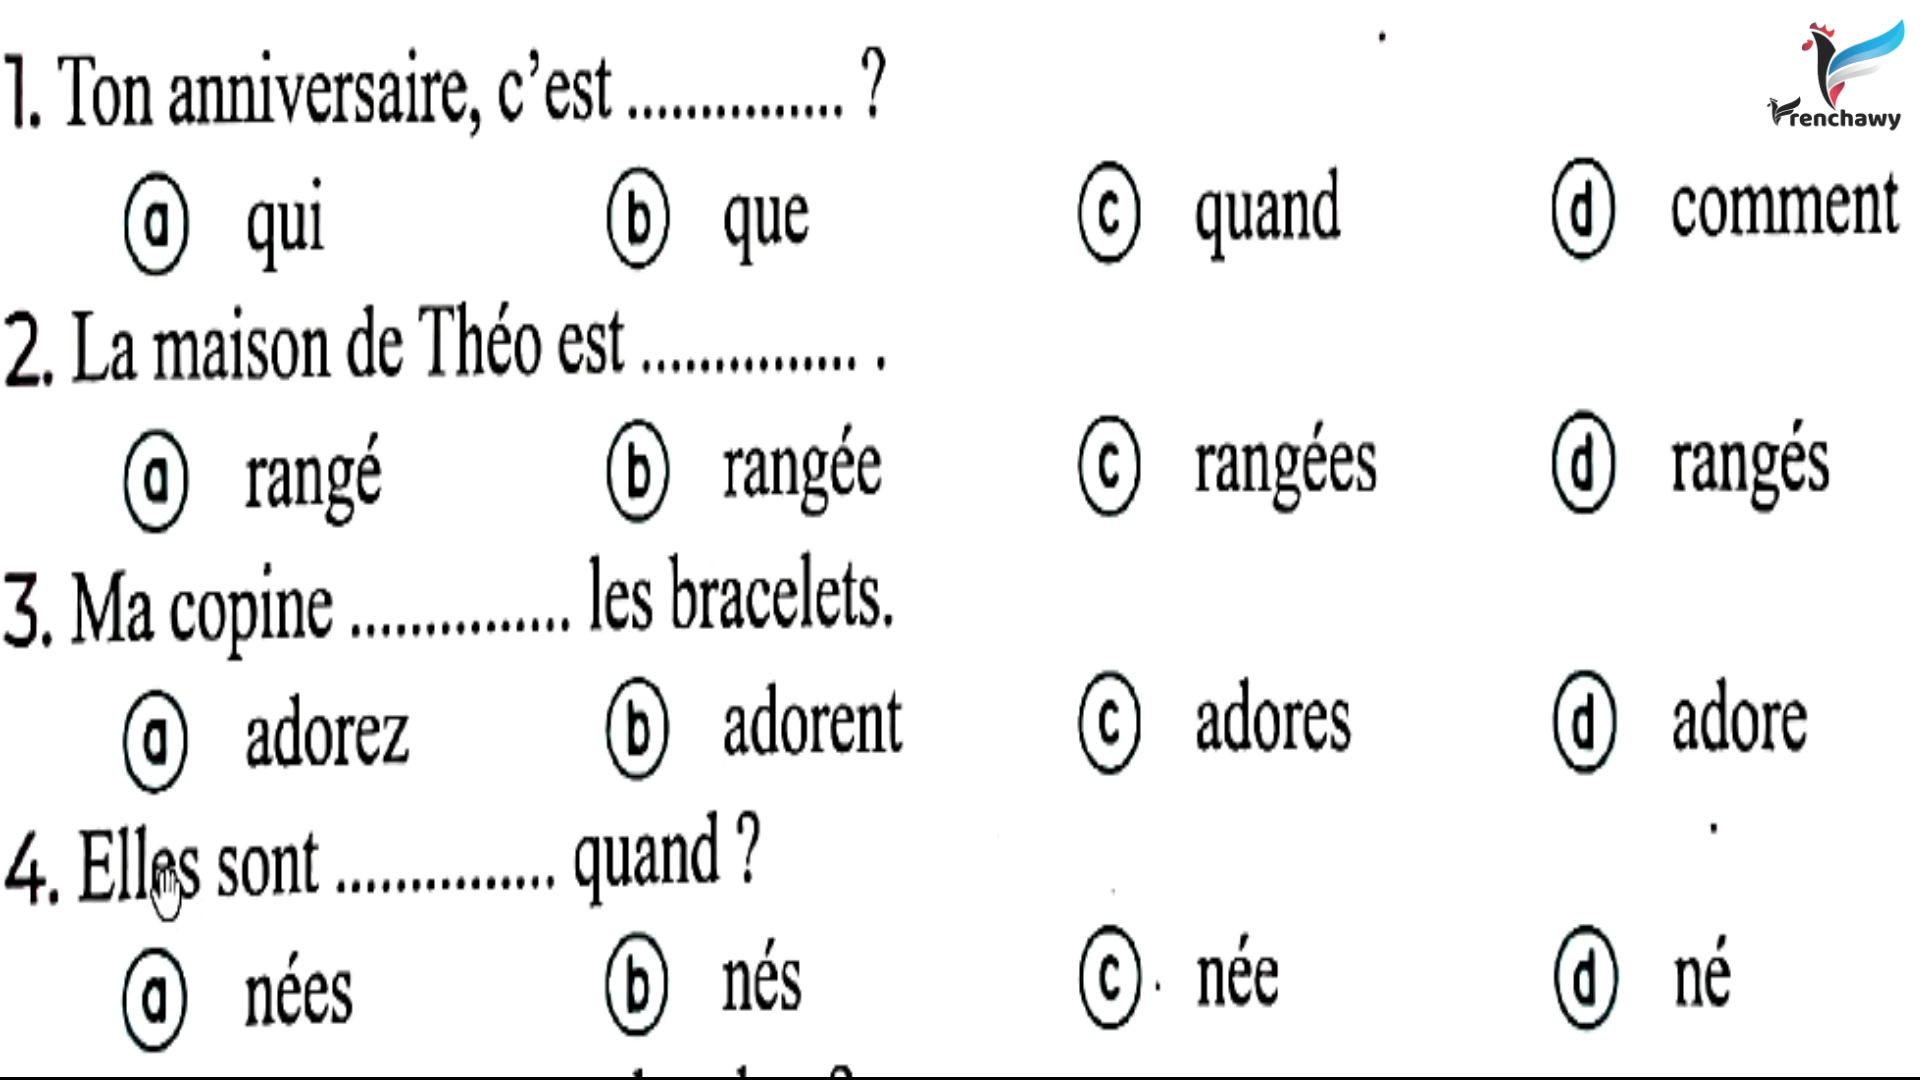 1. Ton anniversaire, c’est ............... ?
ⓐ qui ⓑ que ⓒ quand ⓓ comment
2. La maison de Théo est ............... .
ⓐ rangé ⓑ rangée ⓒ rangées ⓓ rangés
3. Ma copine ............... les bracelets.
ⓐ adorez ⓑ adorent ⓒ adores ⓓ adore
4. Elles sont ............... quand ?
ⓐ nées ⓑ nés ⓒ née ⓓ né
Frenchawy